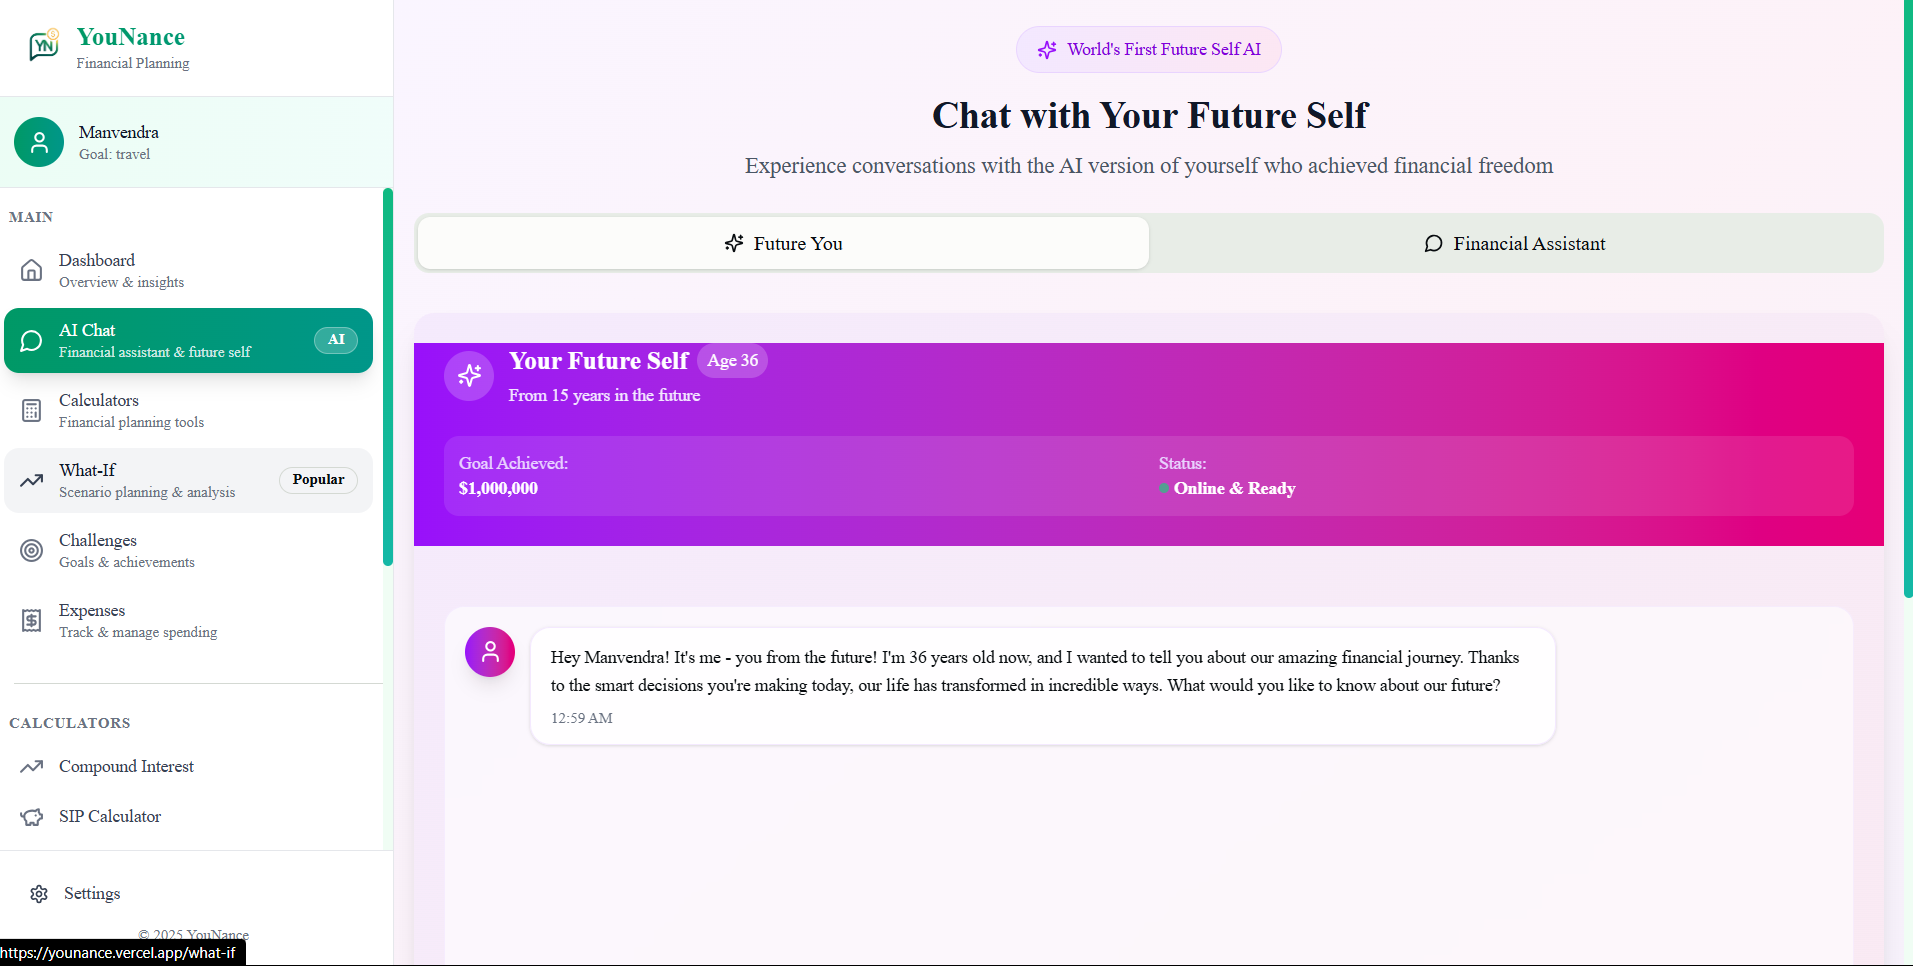 YN
YouNance
Financial Planning
Manvendra
Goal: travel
MAIN
Dashboard
Overview & insights
AI Chat
Financial assistant & future self
AI
Calculators
Financial planning tools
What-If
Scenario planning & analysis
Popular
Challenges
Goals & achievements
Expenses
Track & manage spending
CALCULATORS
Compound Interest
SIP Calculator
Settings
© 2025 YouNance
https://younance.vercel.app/what-if
World's First Future Self AI
Chat with Your Future Self
Experience conversations with the AI version of yourself who achieved financial freedom
Future You
Financial Assistant
Your Future Self
Age 36
From 15 years in the future
Goal Achieved:
$1,000,000
Status:
Online & Ready
Hey Manvendra! It's me - you from the future! I'm 36 years old now, and I wanted to tell you about our amazing financial journey. Thanks
to the smart decisions you're making today, our life has transformed in incredible ways. What would you like to know about our future?
12:59 AM